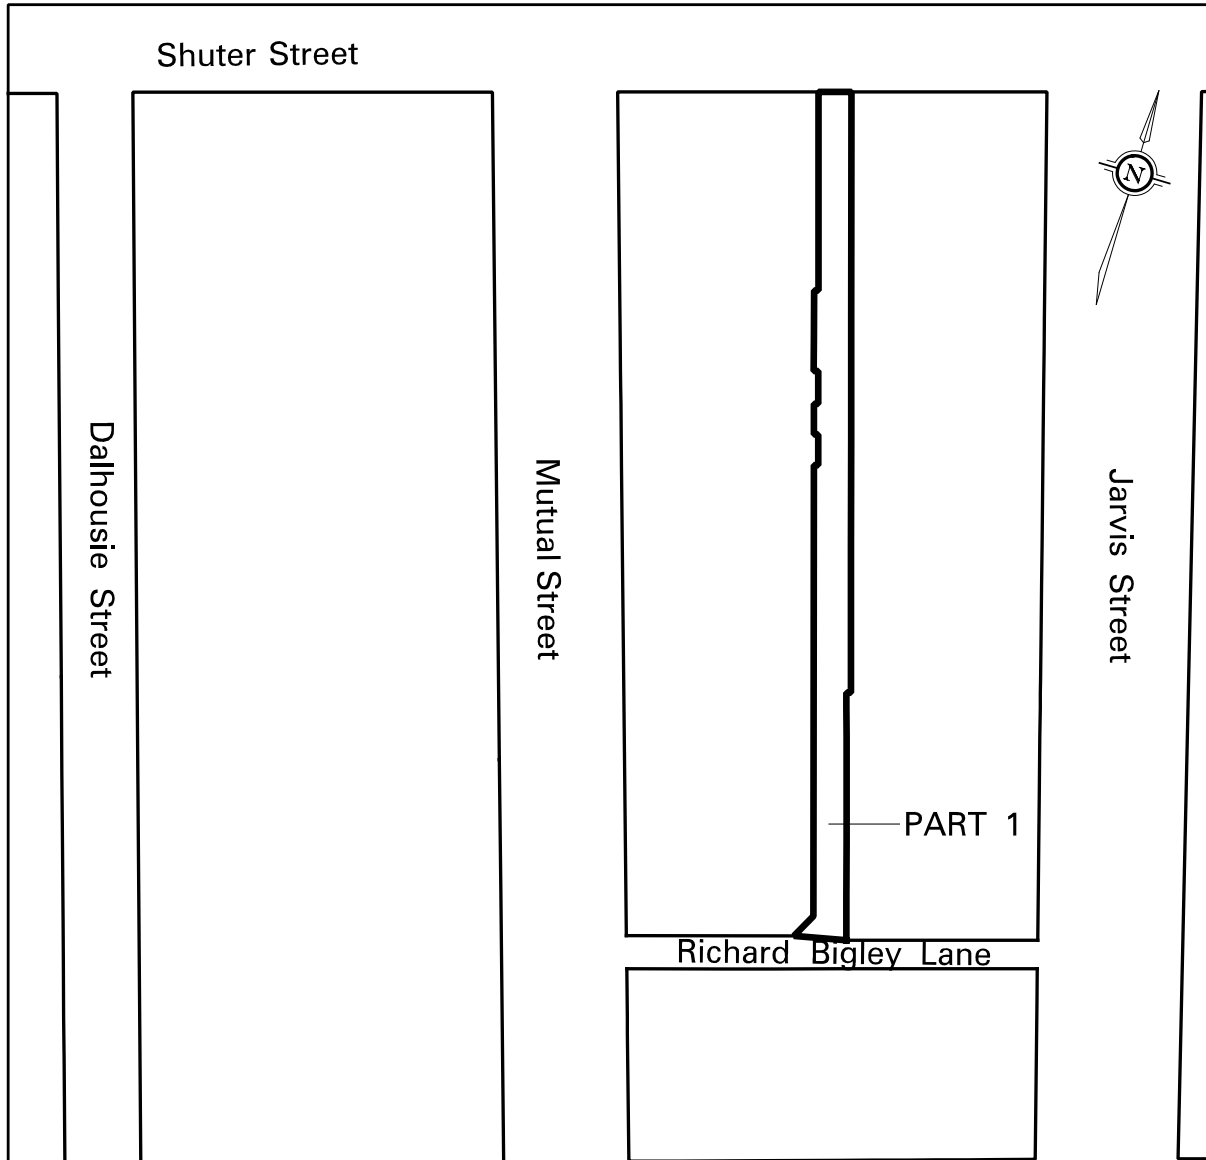 Shuter Street
N
Dalhousie Street
Mutual Street
Jarvis Street
PART 1
Richard Bigley Lane